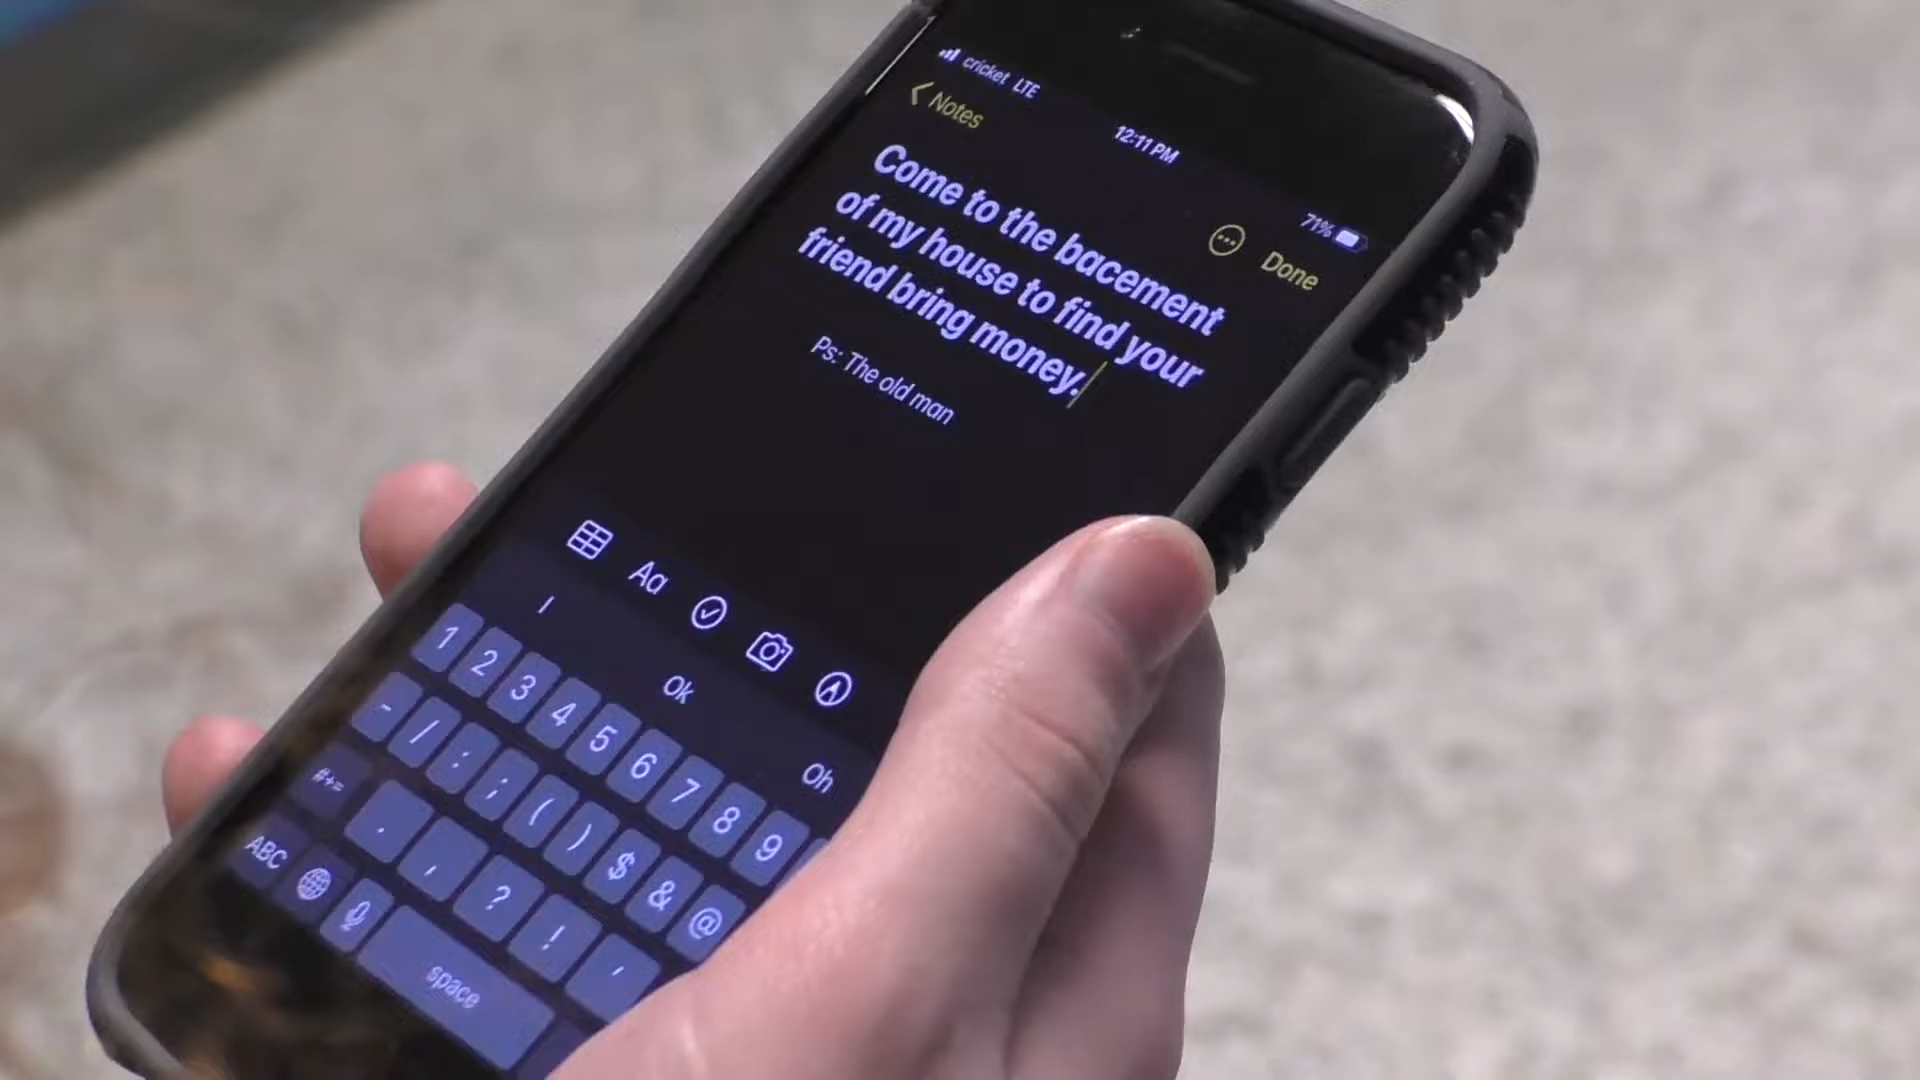 cricket LTE
12:11 PM
71%
Notes
Done
Come to the bacement
of my house to find your
friend bring money.
Ps: The old man
Aa
I
Ok
Oh
1 2 3 4 5 6 7 8 9
- / : ; ( ) $ & @
#+= . , ? ! '
ABC space